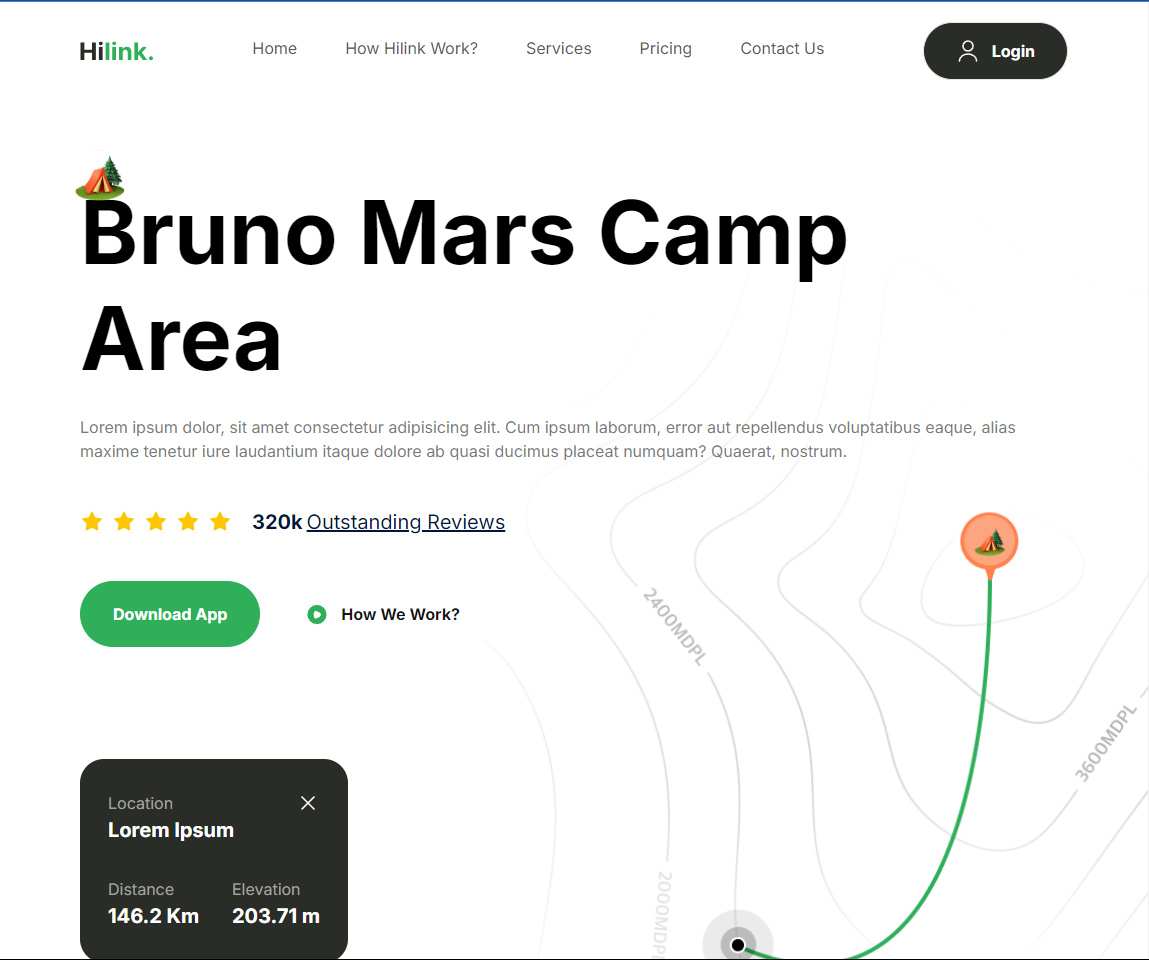 Hilink.
Home How Hilink Work? Services Pricing Contact Us Login
Bruno Mars Camp
Area
Lorem ipsum dolor, sit amet consectetur adipisicing elit. Cum ipsum laborum, error aut repellendus voluptatibus eaque, alias
maxime tenetur iure laudantium itaque dolore ab quasi ducimus placeat numquam? Quaerat, nostrum.
320k Outstanding Reviews
Download App How We Work?
2400MDPL
3600MDPL
Location
Lorem Ipsum
Distance Elevation
146.2 Km 203.71 m
2000MDPL